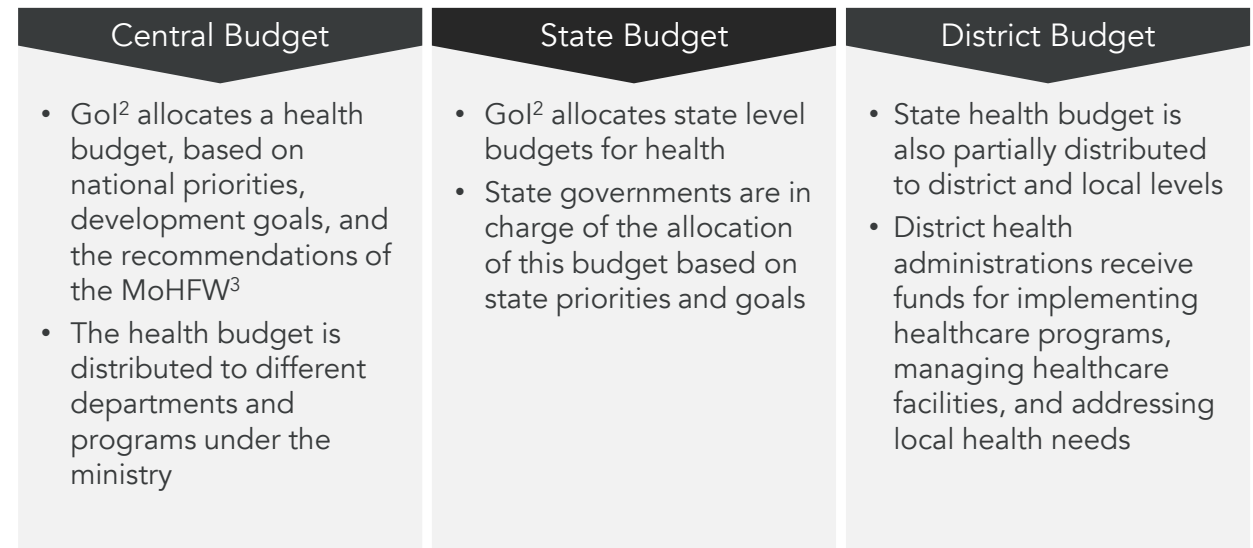 Central Budget
• GoI² allocates a health
budget, based on
national priorities,
development goals, and
the recommendations of
the MoHFW³
• The health budget is
distributed to different
departments and
programs under the
ministry
State Budget
• GoI² allocates state level
budgets for health
• State governments are in
charge of the allocation
of this budget based on
state priorities and goals
District Budget
• State health budget is
also partially distributed
to district and local levels
• District health
administrations receive
funds for implementing
healthcare programs,
managing healthcare
facilities, and addressing
local health needs